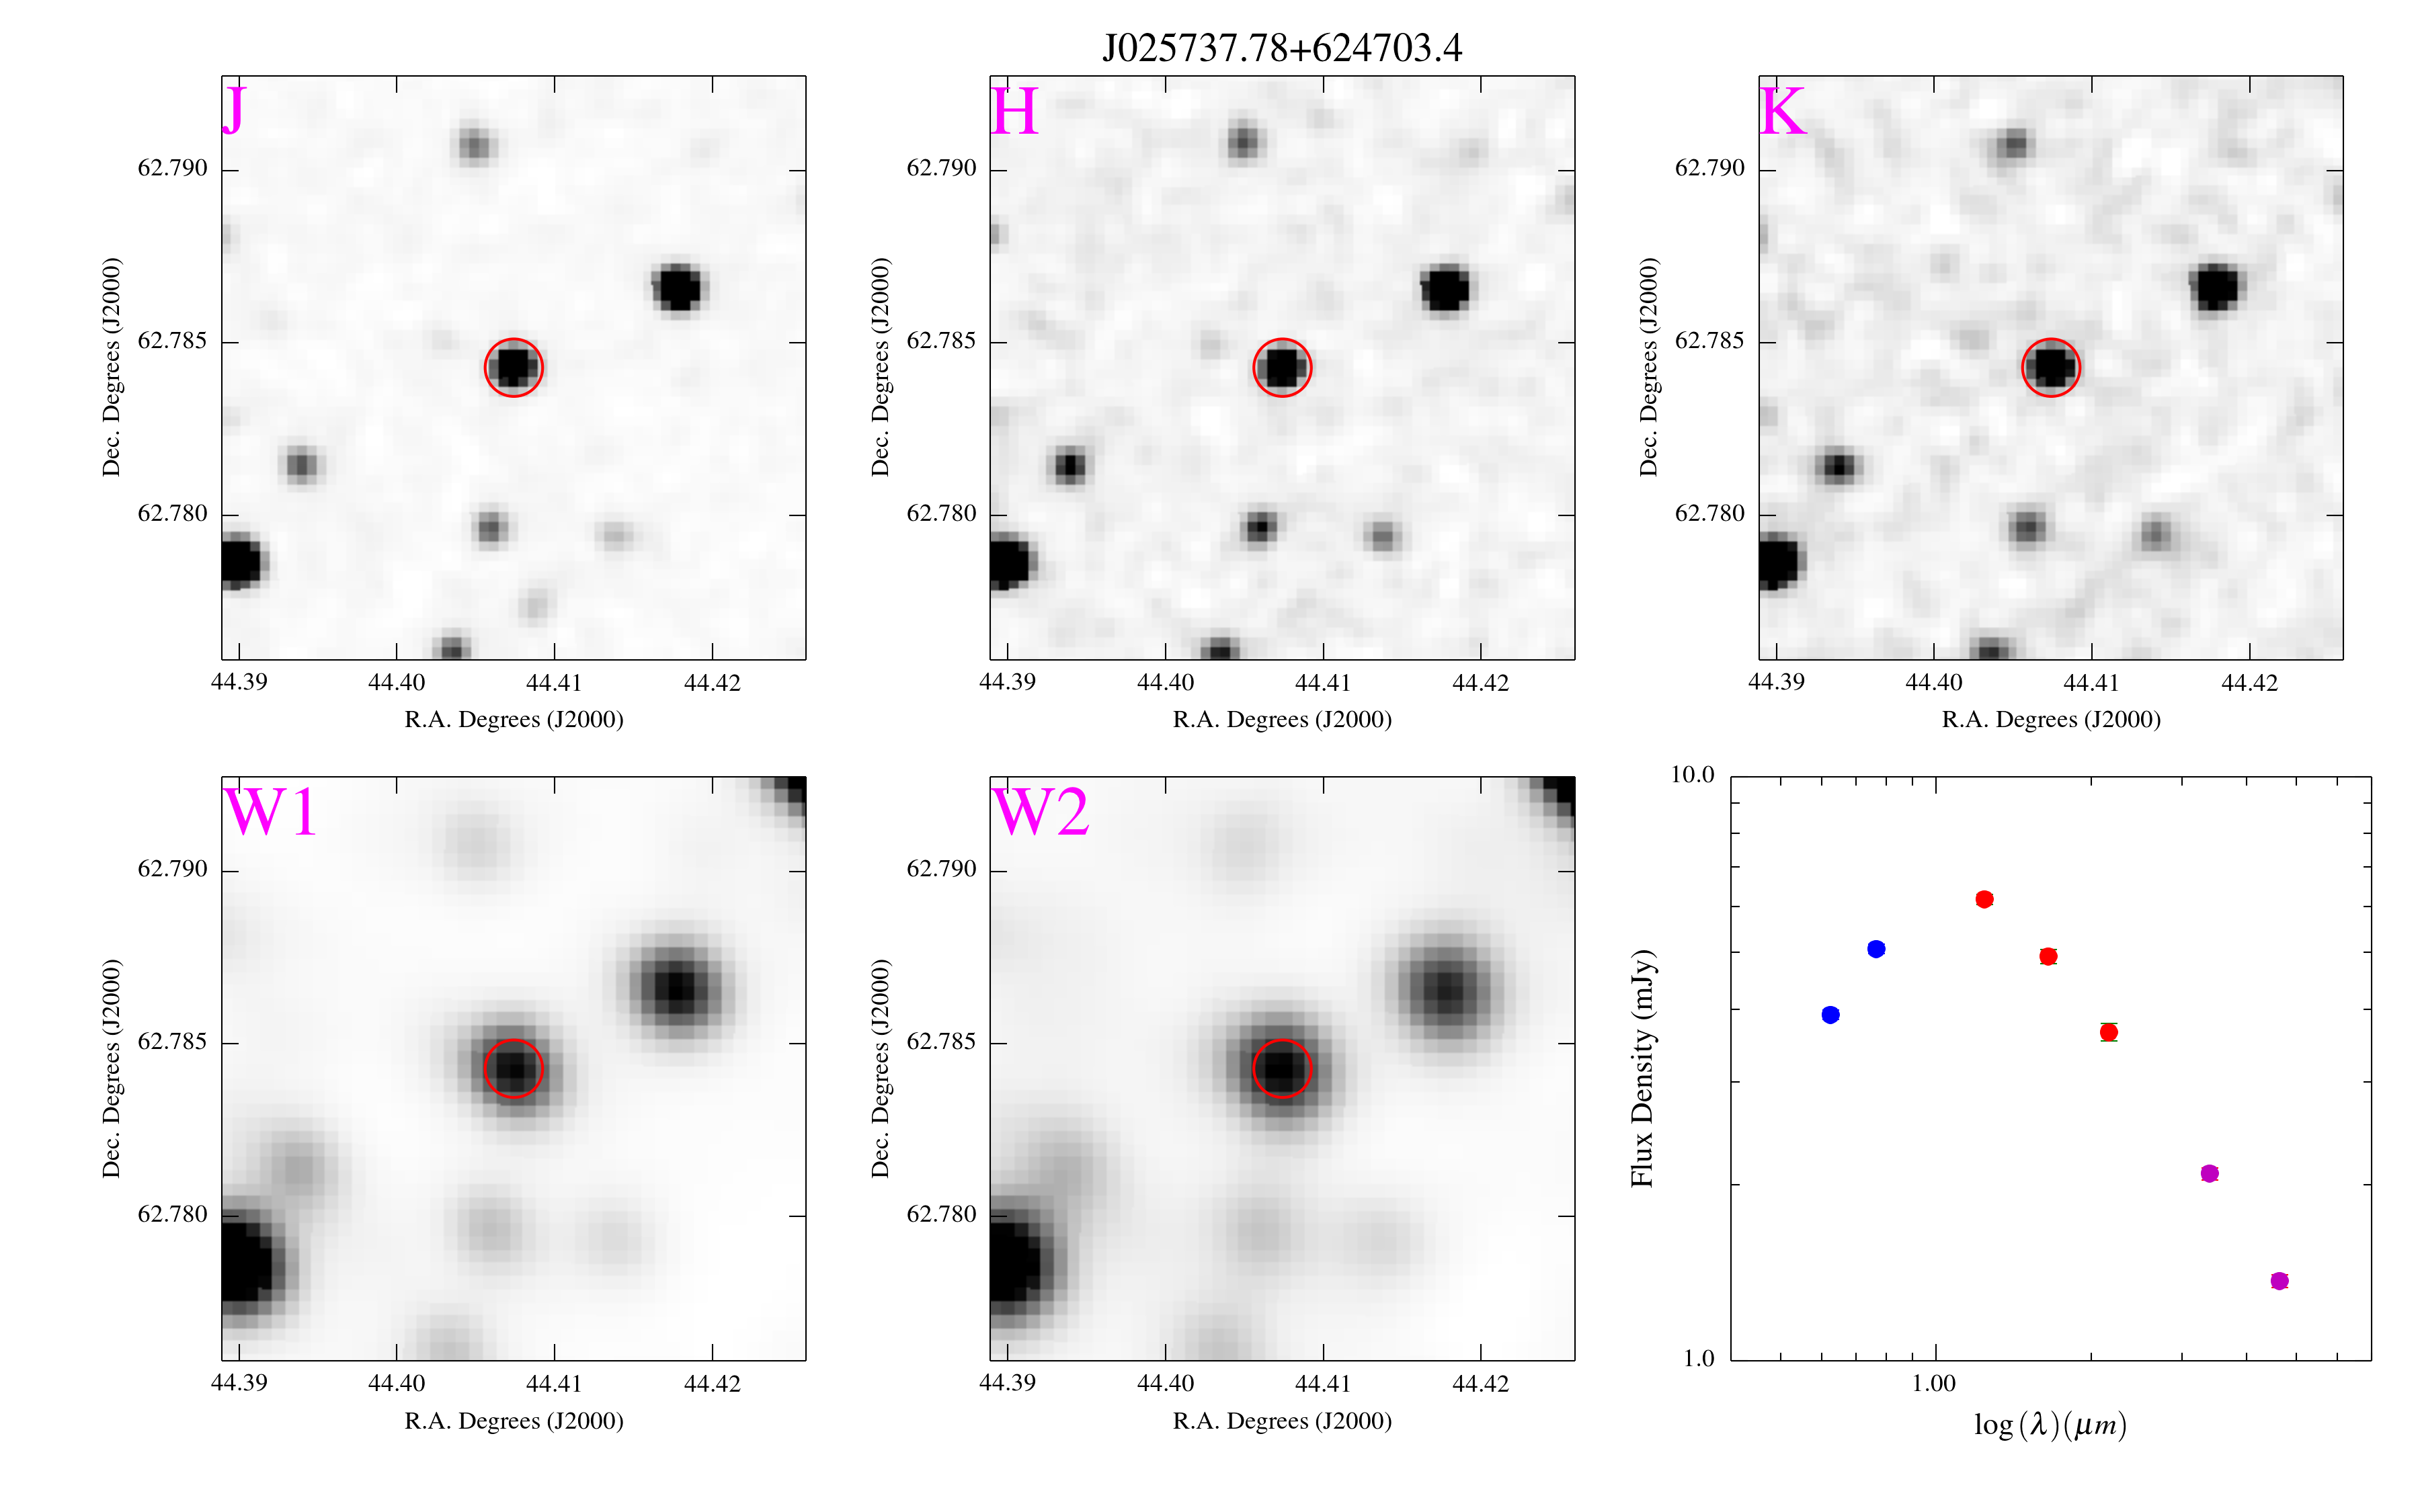 J025737.78+624703.4
J
62.790
62.785
62.780
Dec. Degrees (J2000)
44.39 44.40 44.41 44.42
R.A. Degrees (J2000)
H
62.790
62.785
62.780
Dec. Degrees (J2000)
44.39 44.40 44.41 44.42
R.A. Degrees (J2000)
K
62.790
62.785
62.780
Dec. Degrees (J2000)
44.39 44.40 44.41 44.42
R.A. Degrees (J2000)
W1
62.790
62.785
62.780
Dec. Degrees (J2000)
44.39 44.40 44.41 44.42
R.A. Degrees (J2000)
W2
62.790
62.785
62.780
Dec. Degrees (J2000)
44.39 44.40 44.41 44.42
R.A. Degrees (J2000)
10.0
1.0
Flux Density (mJy)
1.00
log(λ)(μm)